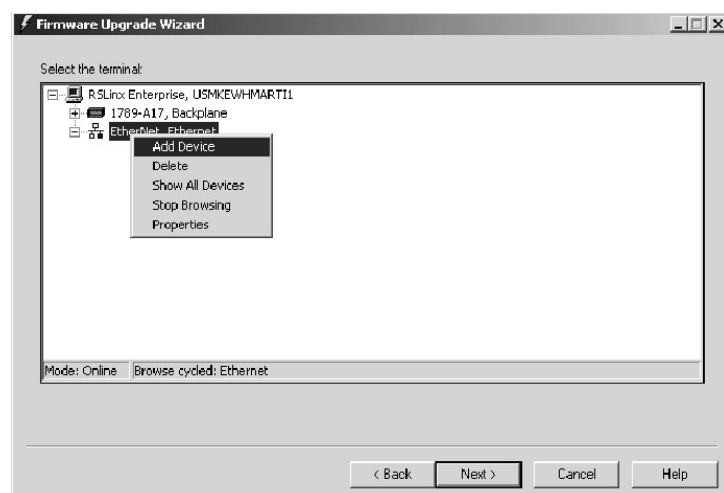 Firmware Upgrade Wizard
Select the terminal:
RSLinx Enterprise, USMKEWHMARTI1
1789-A17, Backplane
EtherNet, Ethernet
Add Device
Delete
Show All Devices
Stop Browsing
Properties
Mode: Online Browse cycled: Ethernet
< Back Next > Cancel Help